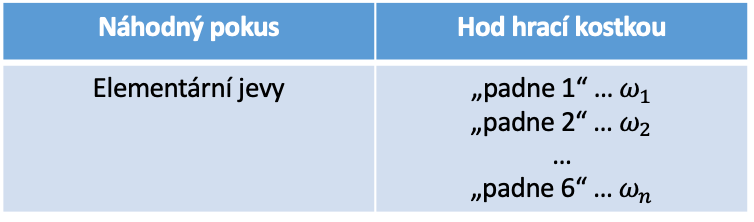 Náhodný pokus
Hod hrací kostkou
Elementární jevy
„padne 1“ … ω₁
„padne 2“ … ω₂
…
„padne 6“ … ωₙ